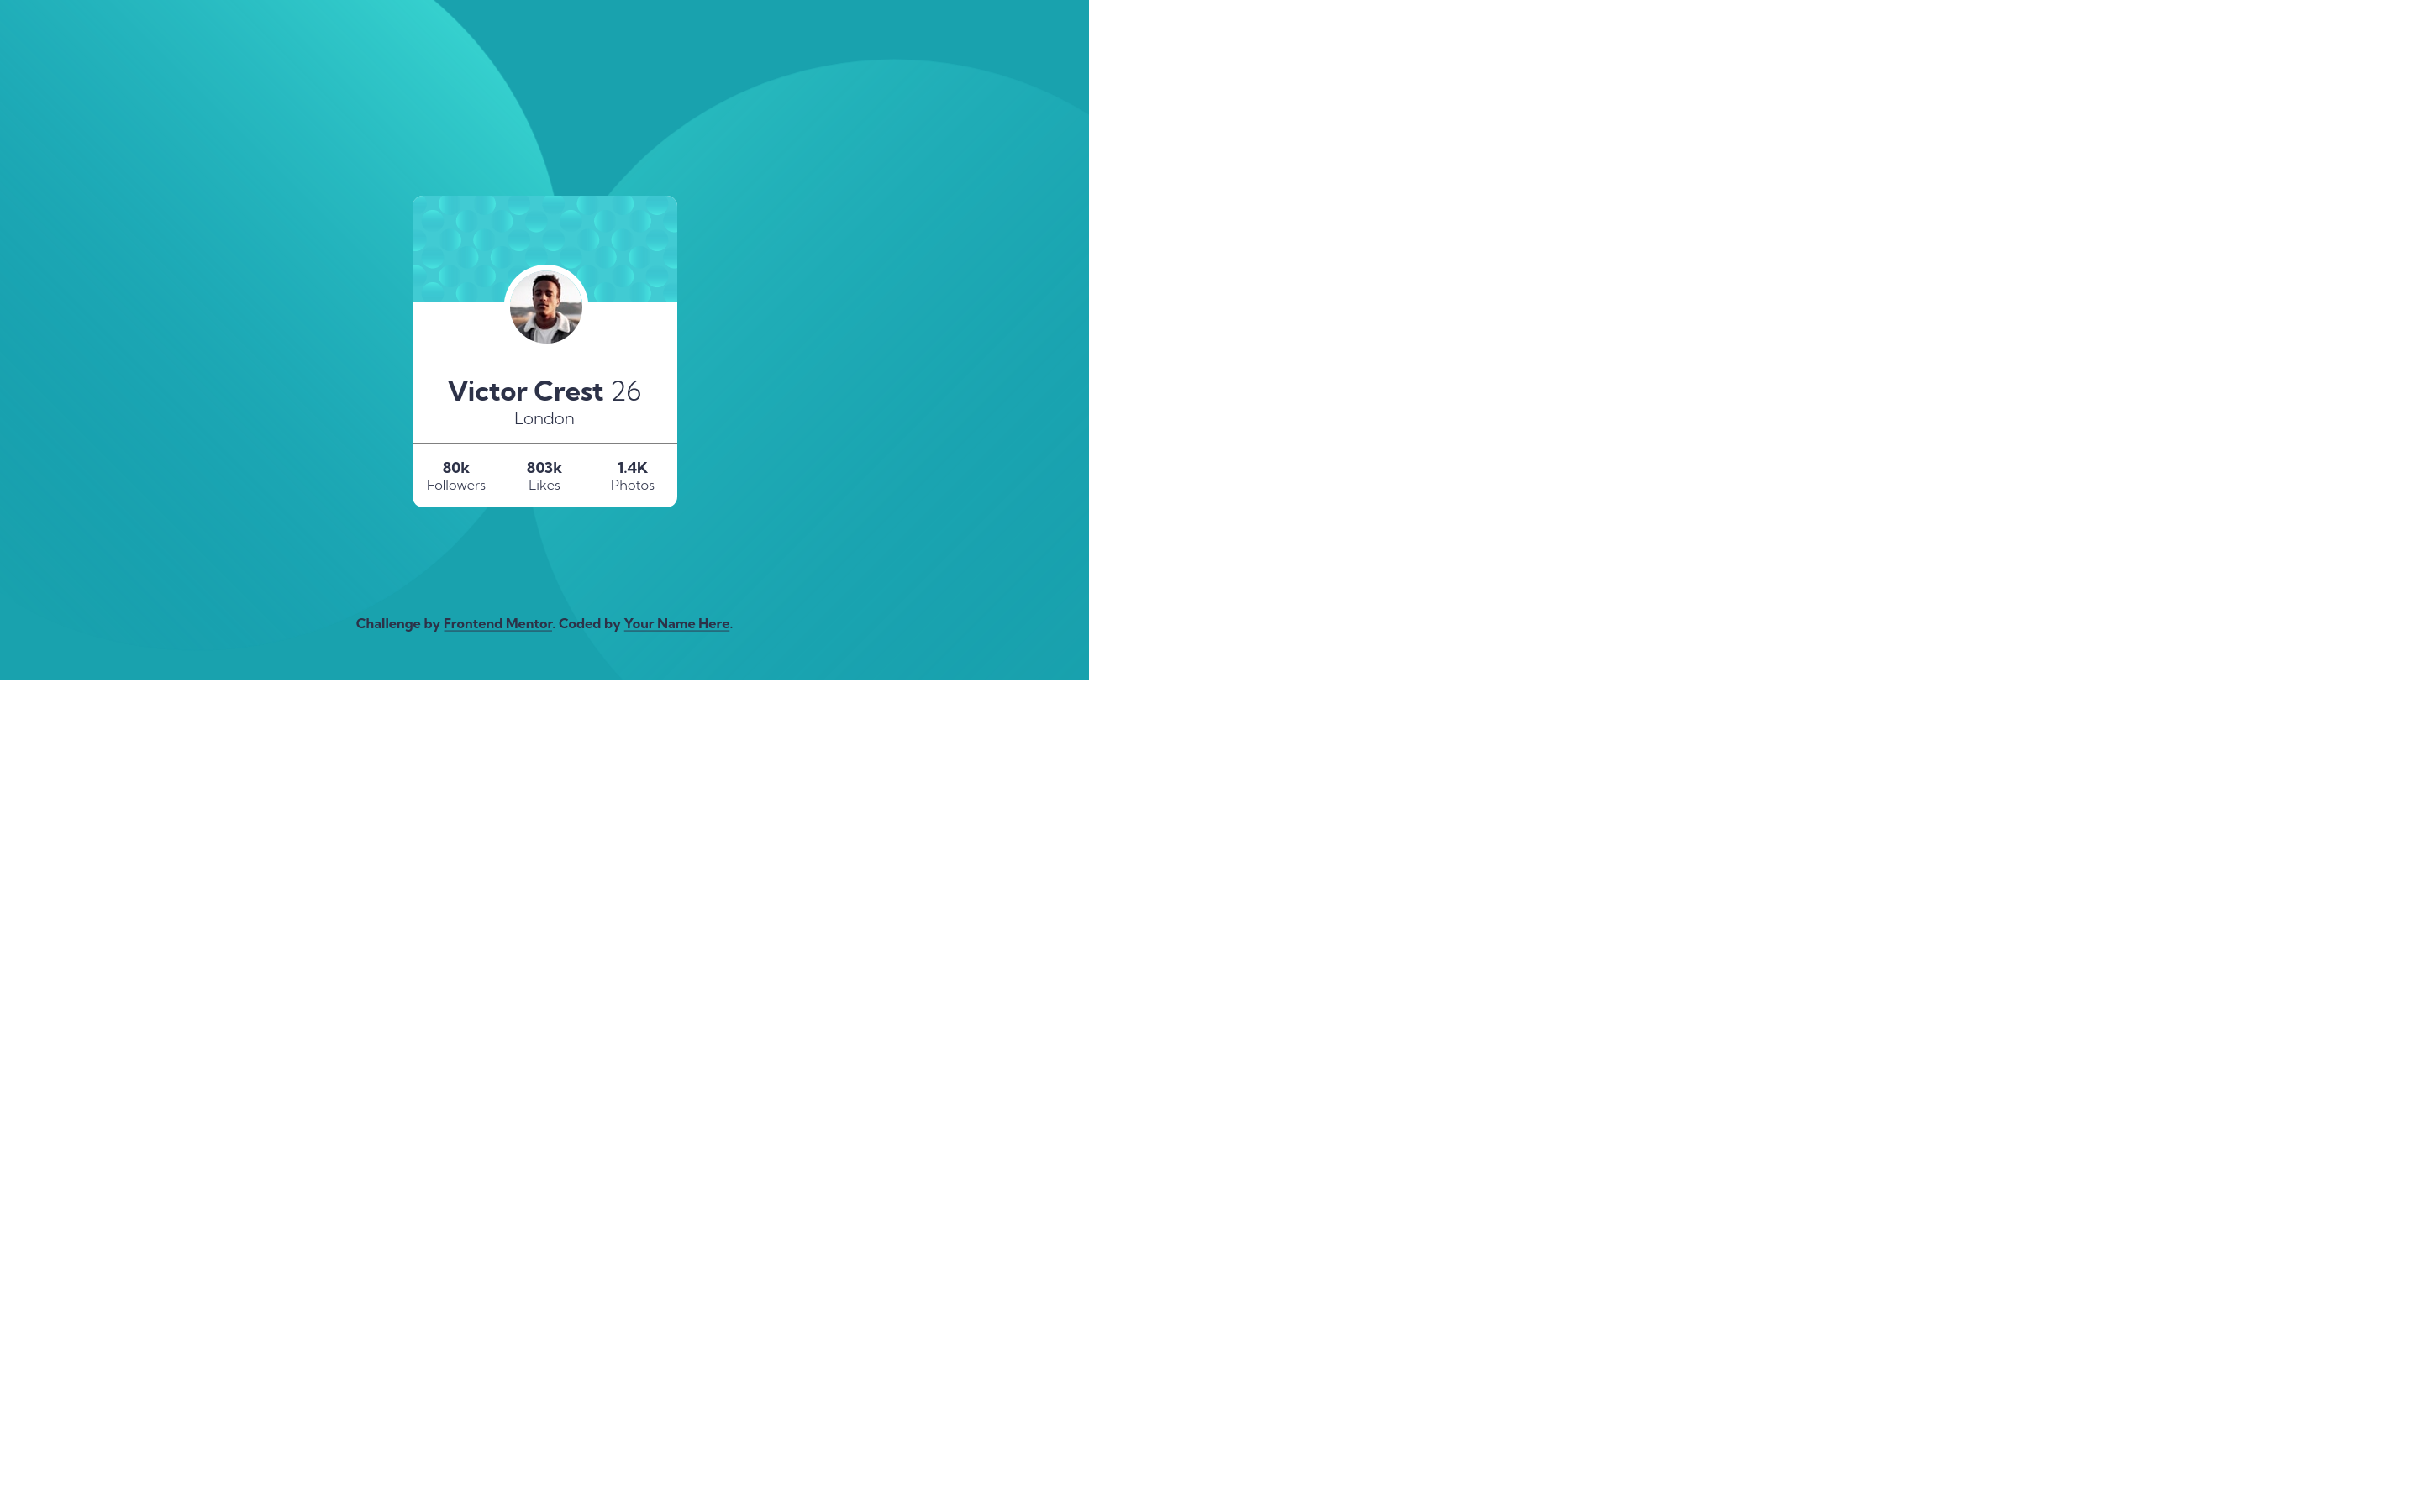 Victor Crest 26
London
80k 803k 1.4K
Followers Likes Photos
Challenge by Frontend Mentor. Coded by Your Name Here.